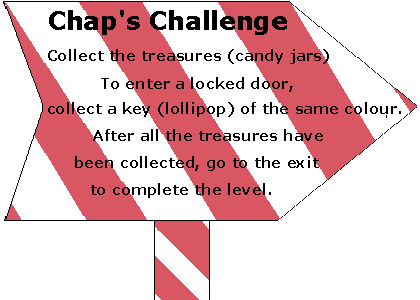 Chap's Challenge
Collect the treasures (candy jars)
To enter a locked door,
collect a key (lollipop) of the same colour.
After all the treasures have
been collected, go to the exit
to complete the level.